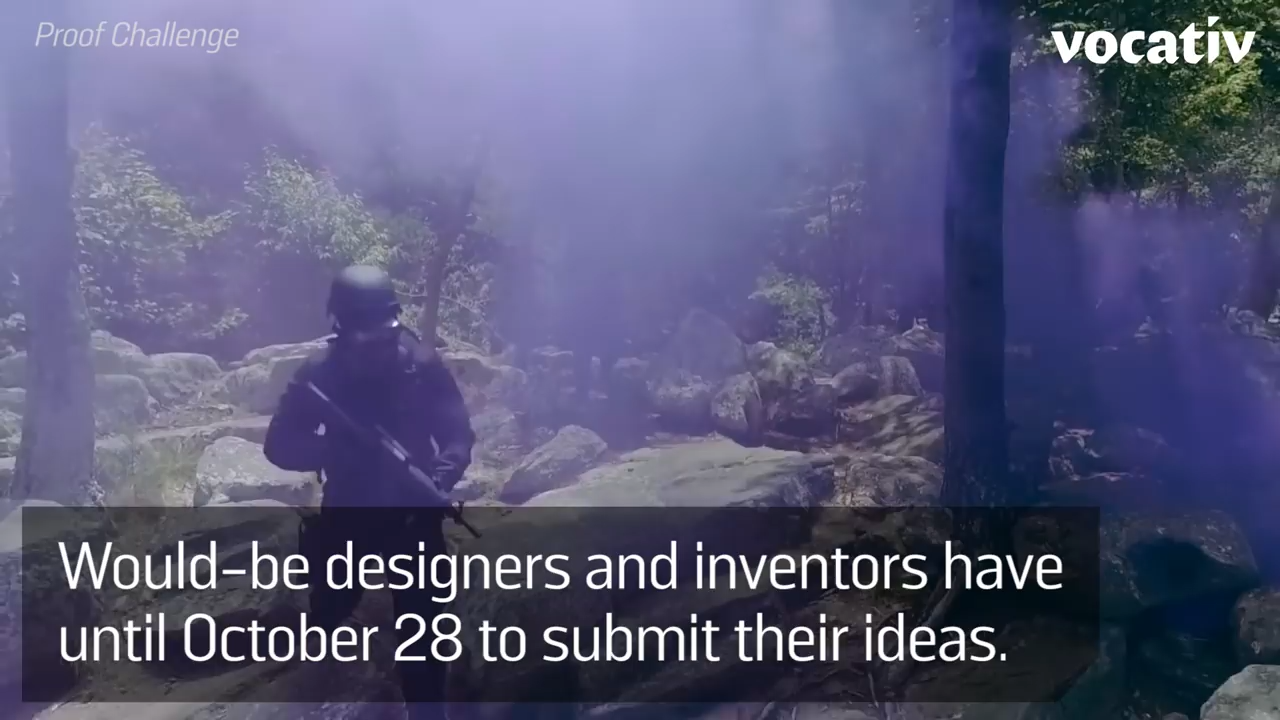 Proof Challenge
vocativ
Would-be designers and inventors have
until October 28 to submit their ideas.